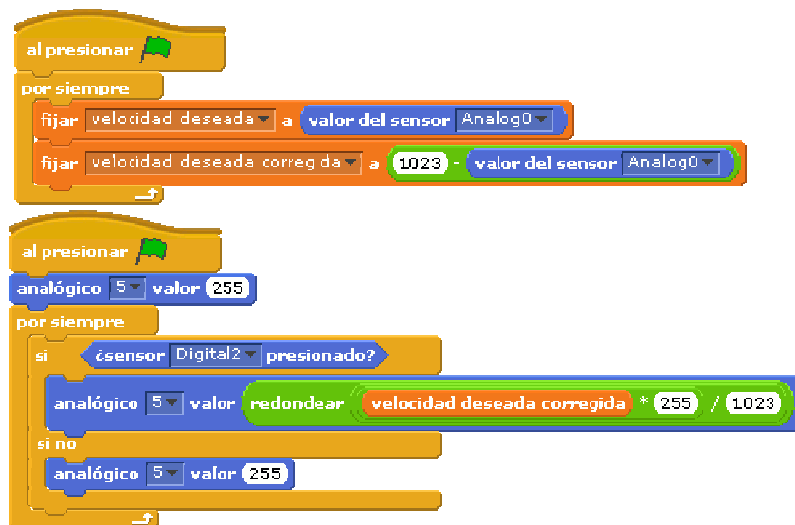 al presionar
por siempre
fijar velocidad deseada a valor del sensor Analog0
fijar velocidad deseada correg da a 1023 - valor del sensor Analog0
al presionar
analógico 5 valor 255
por siempre
si ¿sensor Digital2 presionado?
analógico 5 valor redondear velocidad deseada corregida * 255 / 1023
si no
analógico 5 valor 255